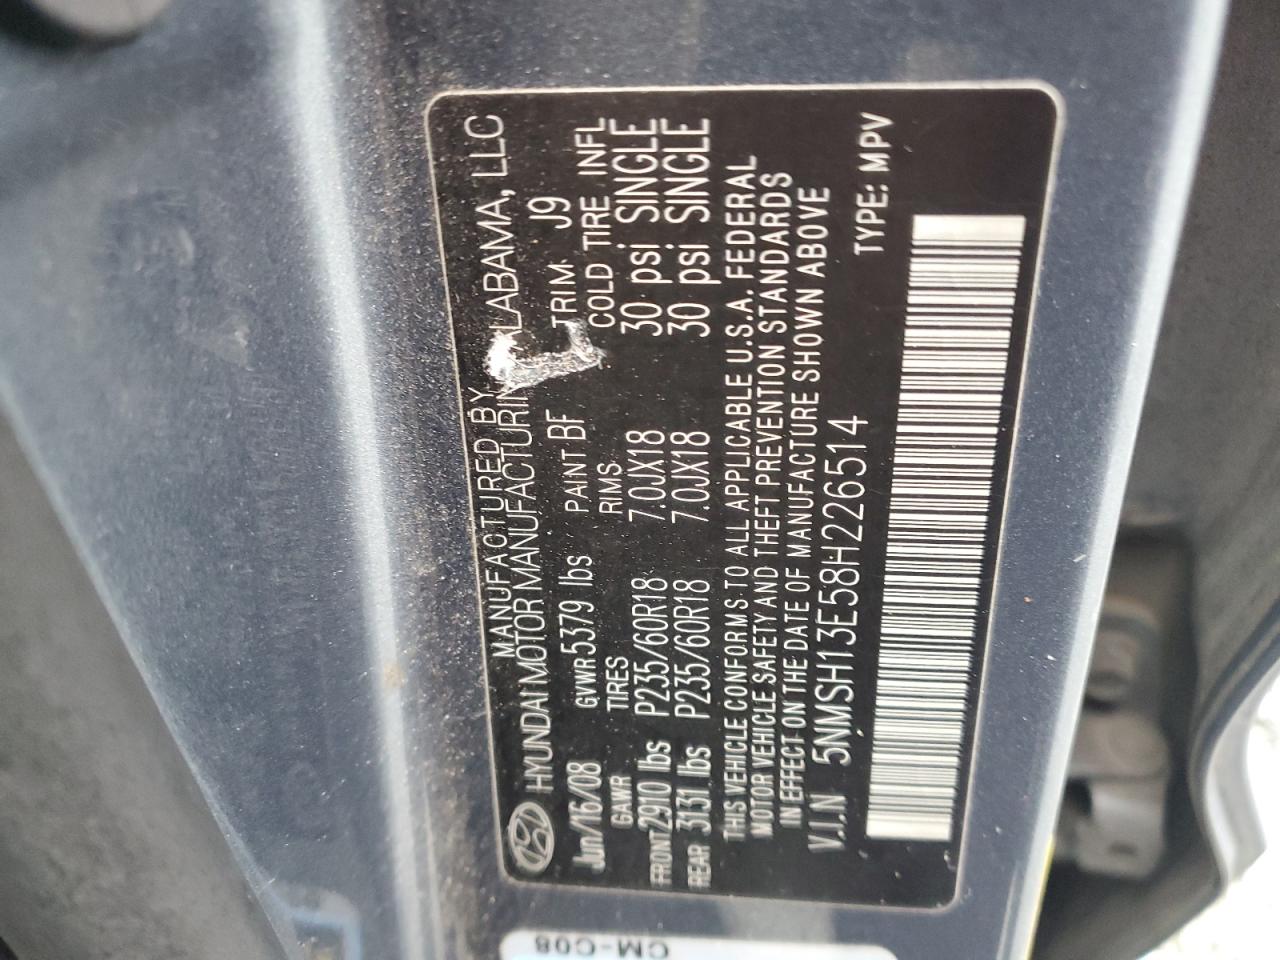 MANUFACTURED BY
HYUNDAI MOTOR MANUFACTURING ALABAMA, LLC
Jun/16/08 GVWR 5379 lbs PAINT BF TRIM J9
GAWR TIRES RIMS COLD TIRE INFL
FRONT 2910 lbs P235/60R18 7.0JX18 30 psi SINGLE
REAR 3131 lbs P235/60R18 7.0JX18 30 psi SINGLE
THIS VEHICLE CONFORMS TO ALL APPLICABLE U.S.A. FEDERAL
MOTOR VEHICLE SAFETY AND THEFT PREVENTION STANDARDS
IN EFFECT ON THE DATE OF MANUFACTURE SHOWN ABOVE
V.I.N 5NMSH13E58H226514 TYPE: MPV
CM-C08